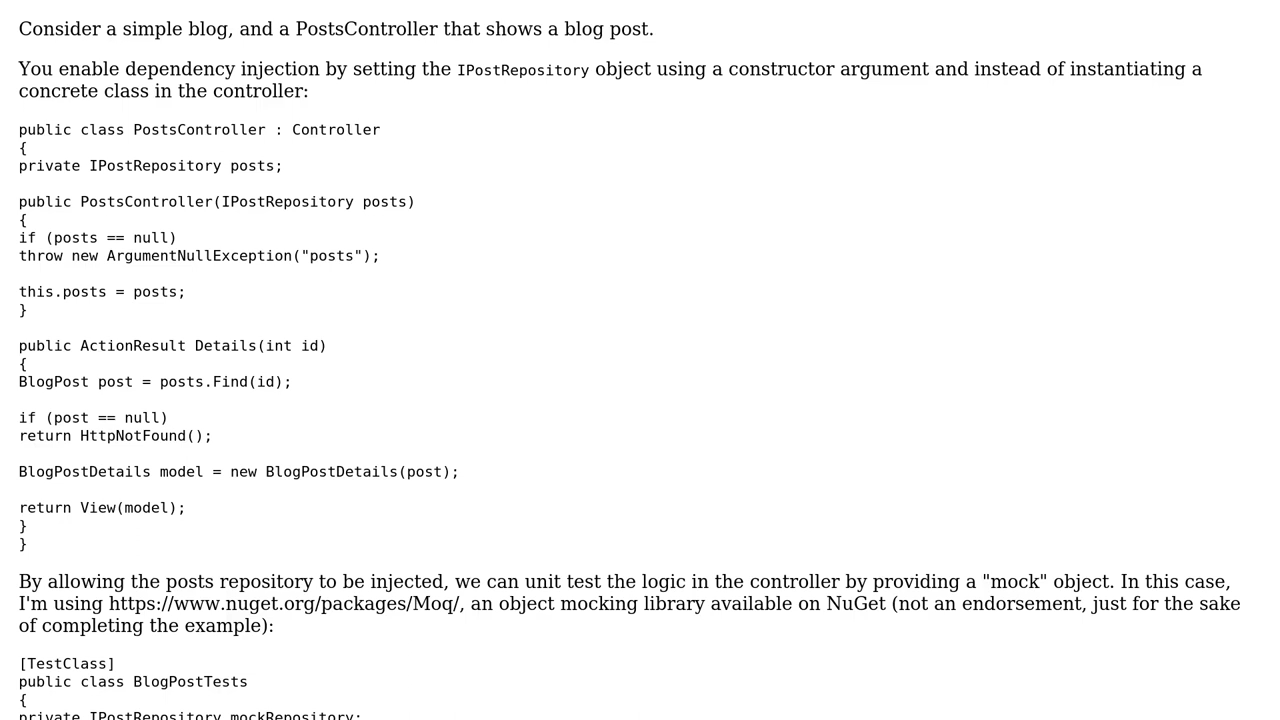 Consider a simple blog, and a PostsController that shows a blog post.
You enable dependency injection by setting the IPostRepository object using a constructor argument and instead of instantiating a
concrete class in the controller:
public class PostsController : Controller
{
private IPostRepository posts;
public PostsController(IPostRepository posts)
{
if (posts == null)
throw new ArgumentNullException("posts");
this.posts = posts;
}
public ActionResult Details(int id)
{
BlogPost post = posts.Find(id);
if (post == null)
return HttpNotFound();
BlogPostDetails model = new BlogPostDetails(post);
return View(model);
}
}
By allowing the posts repository to be injected, we can unit test the logic in the controller by providing a "mock" object. In this case,
I'm using https://www.nuget.org/packages/Moq/, an object mocking library available on NuGet (not an endorsement, just for the sake
of completing the example):
[TestClass]
public class BlogPostTests
{
private IPostRepository mockRepository;